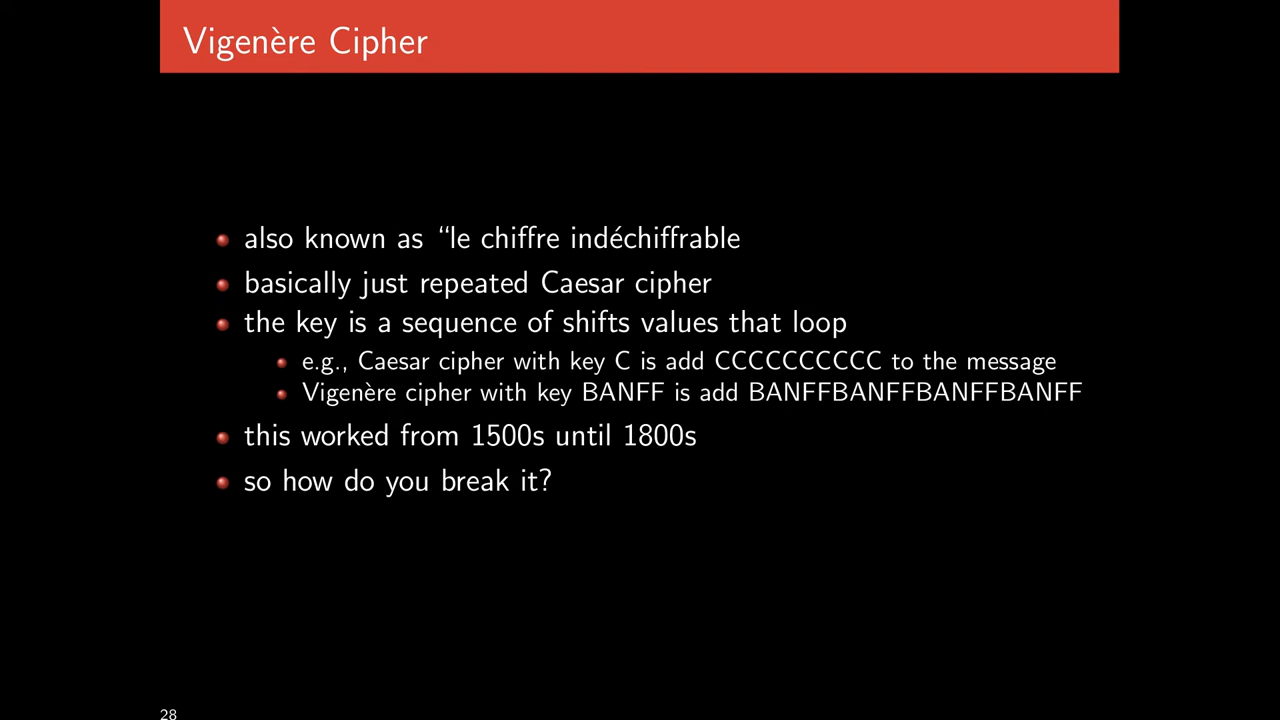 Vigenère Cipher
also known as “le chiffre indéchiffrable
basically just repeated Caesar cipher
the key is a sequence of shifts values that loop
e.g., Caesar cipher with key C is add CCCCCCCCCC to the message
Vigenère cipher with key BANFF is add BANFFBANFFBANFFBANFF
this worked from 1500s until 1800s
so how do you break it?
28